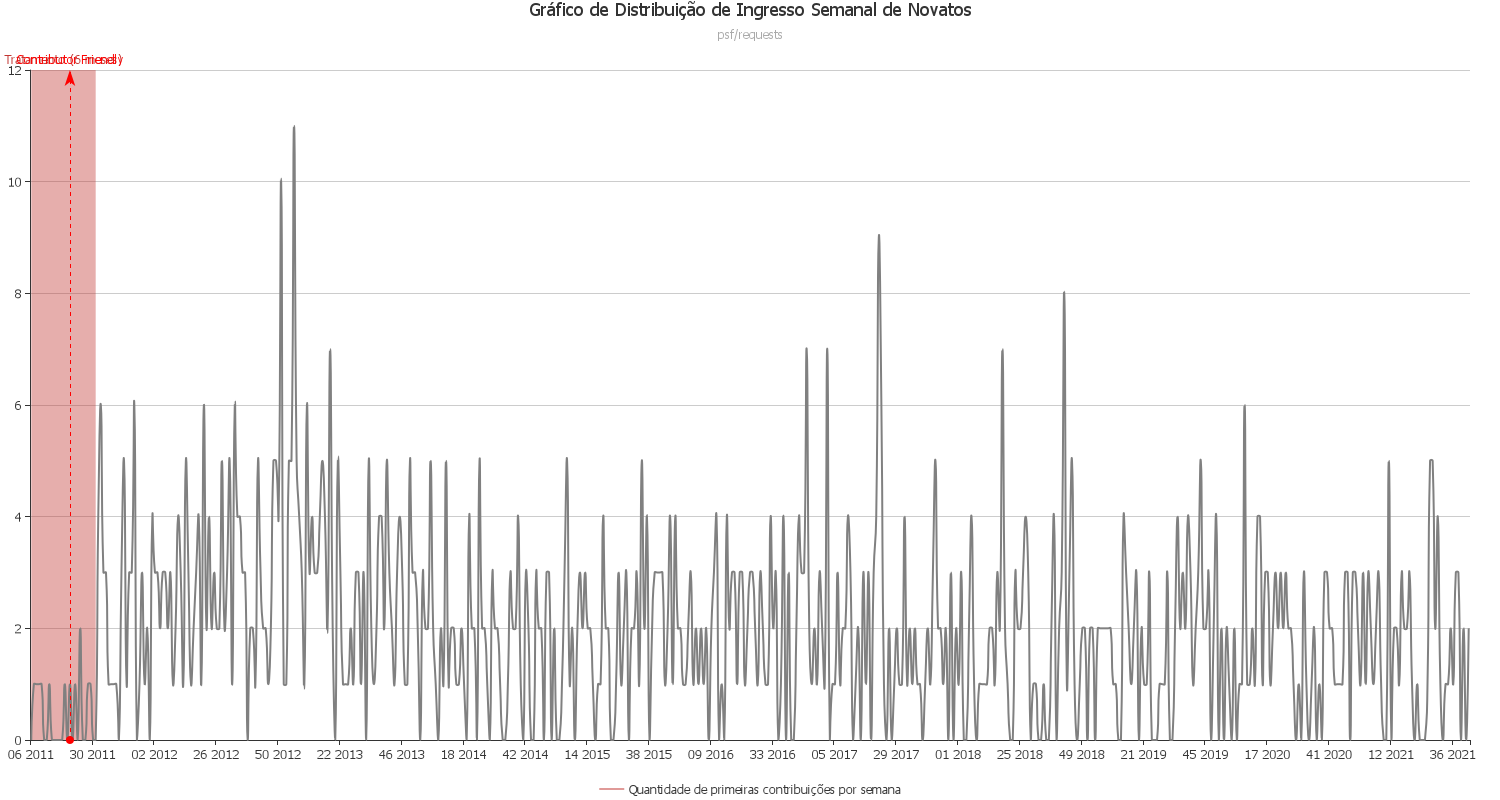 Gráfico de Distribuição de Ingresso Semanal de Novatos
psf/requests
Contributor Friendly
12
10
8
6
4
2
0
06 2011 30 2011 02 2012 26 2012 50 2012 22 2013 46 2013 18 2014 42 2014 14 2015 38 2015 09 2016 33 2016 05 2017 29 2017 01 2018 25 2018 49 2018 21 2019 45 2019 17 2020 41 2020 12 2021 36 2021
Quantidade de primeiras contribuições por semana